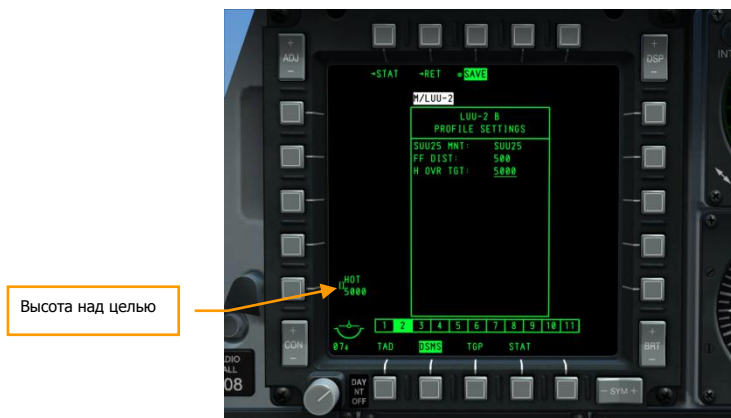 ADJ
DSP
→STAT →RET SAVE
M/LUU-2
LUU-2 B
PROFILE SETTINGS
SUU25 MNT: SUU25
FF DIST: 500
H OVR TGT: 5000
HOT
5000
Высота над целью
1 2 3 4 5 6 7 8 9 10 11
CON
BRT
TAD DSMS TGP STAT
DAY
NT
OFF
- SYM +
08